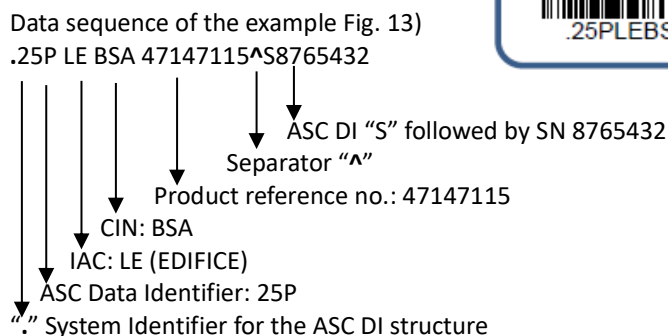 Data sequence of the example Fig. 13)
.25PLEBS
.25P LE BSA 47147115^S8765432
ASC DI “S” followed by SN 8765432
Separator “^”
Product reference no.: 47147115
CIN: BSA
IAC: LE (EDIFICE)
ASC Data Identifier: 25P
“.” System Identifier for the ASC DI structure